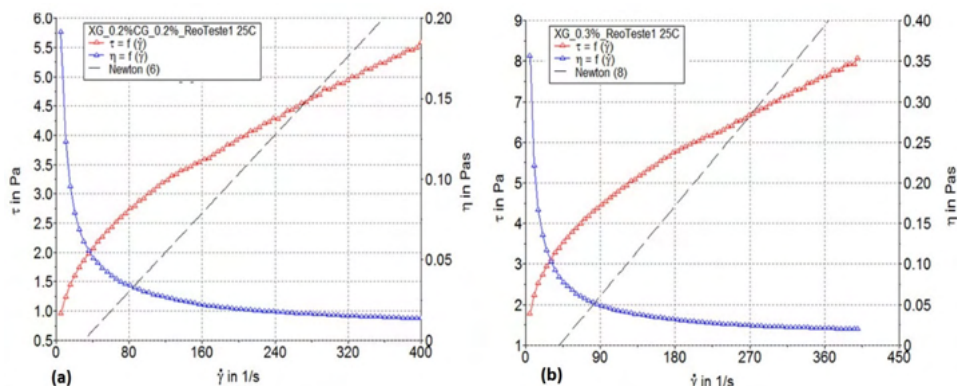 XG_0.2%CG_0.2%_ReoTeste1 25C
τ = f (γ̇)
η = f (γ̇)
Newton (6)
6.0
5.5
5.0
4.5
4.0
3.5
3.0
2.5
2.0
1.5
1.0
0.5
τ in Pa
0.20
0.15
0.10
0.05
0
η in Pas
0
80
160
240
320
400
(a)
γ̇ in 1/s
XG_0.3%_ReoTeste1 25C
τ = f (γ̇)
η = f (γ̇)
Newton (8)
9
8
7
6
5
4
3
2
1
τ in Pa
0.40
0.35
0.30
0.25
0.20
0.15
0.10
0.05
0
η in Pas
0
90
180
270
360
450
(b)
γ̇ in 1/s